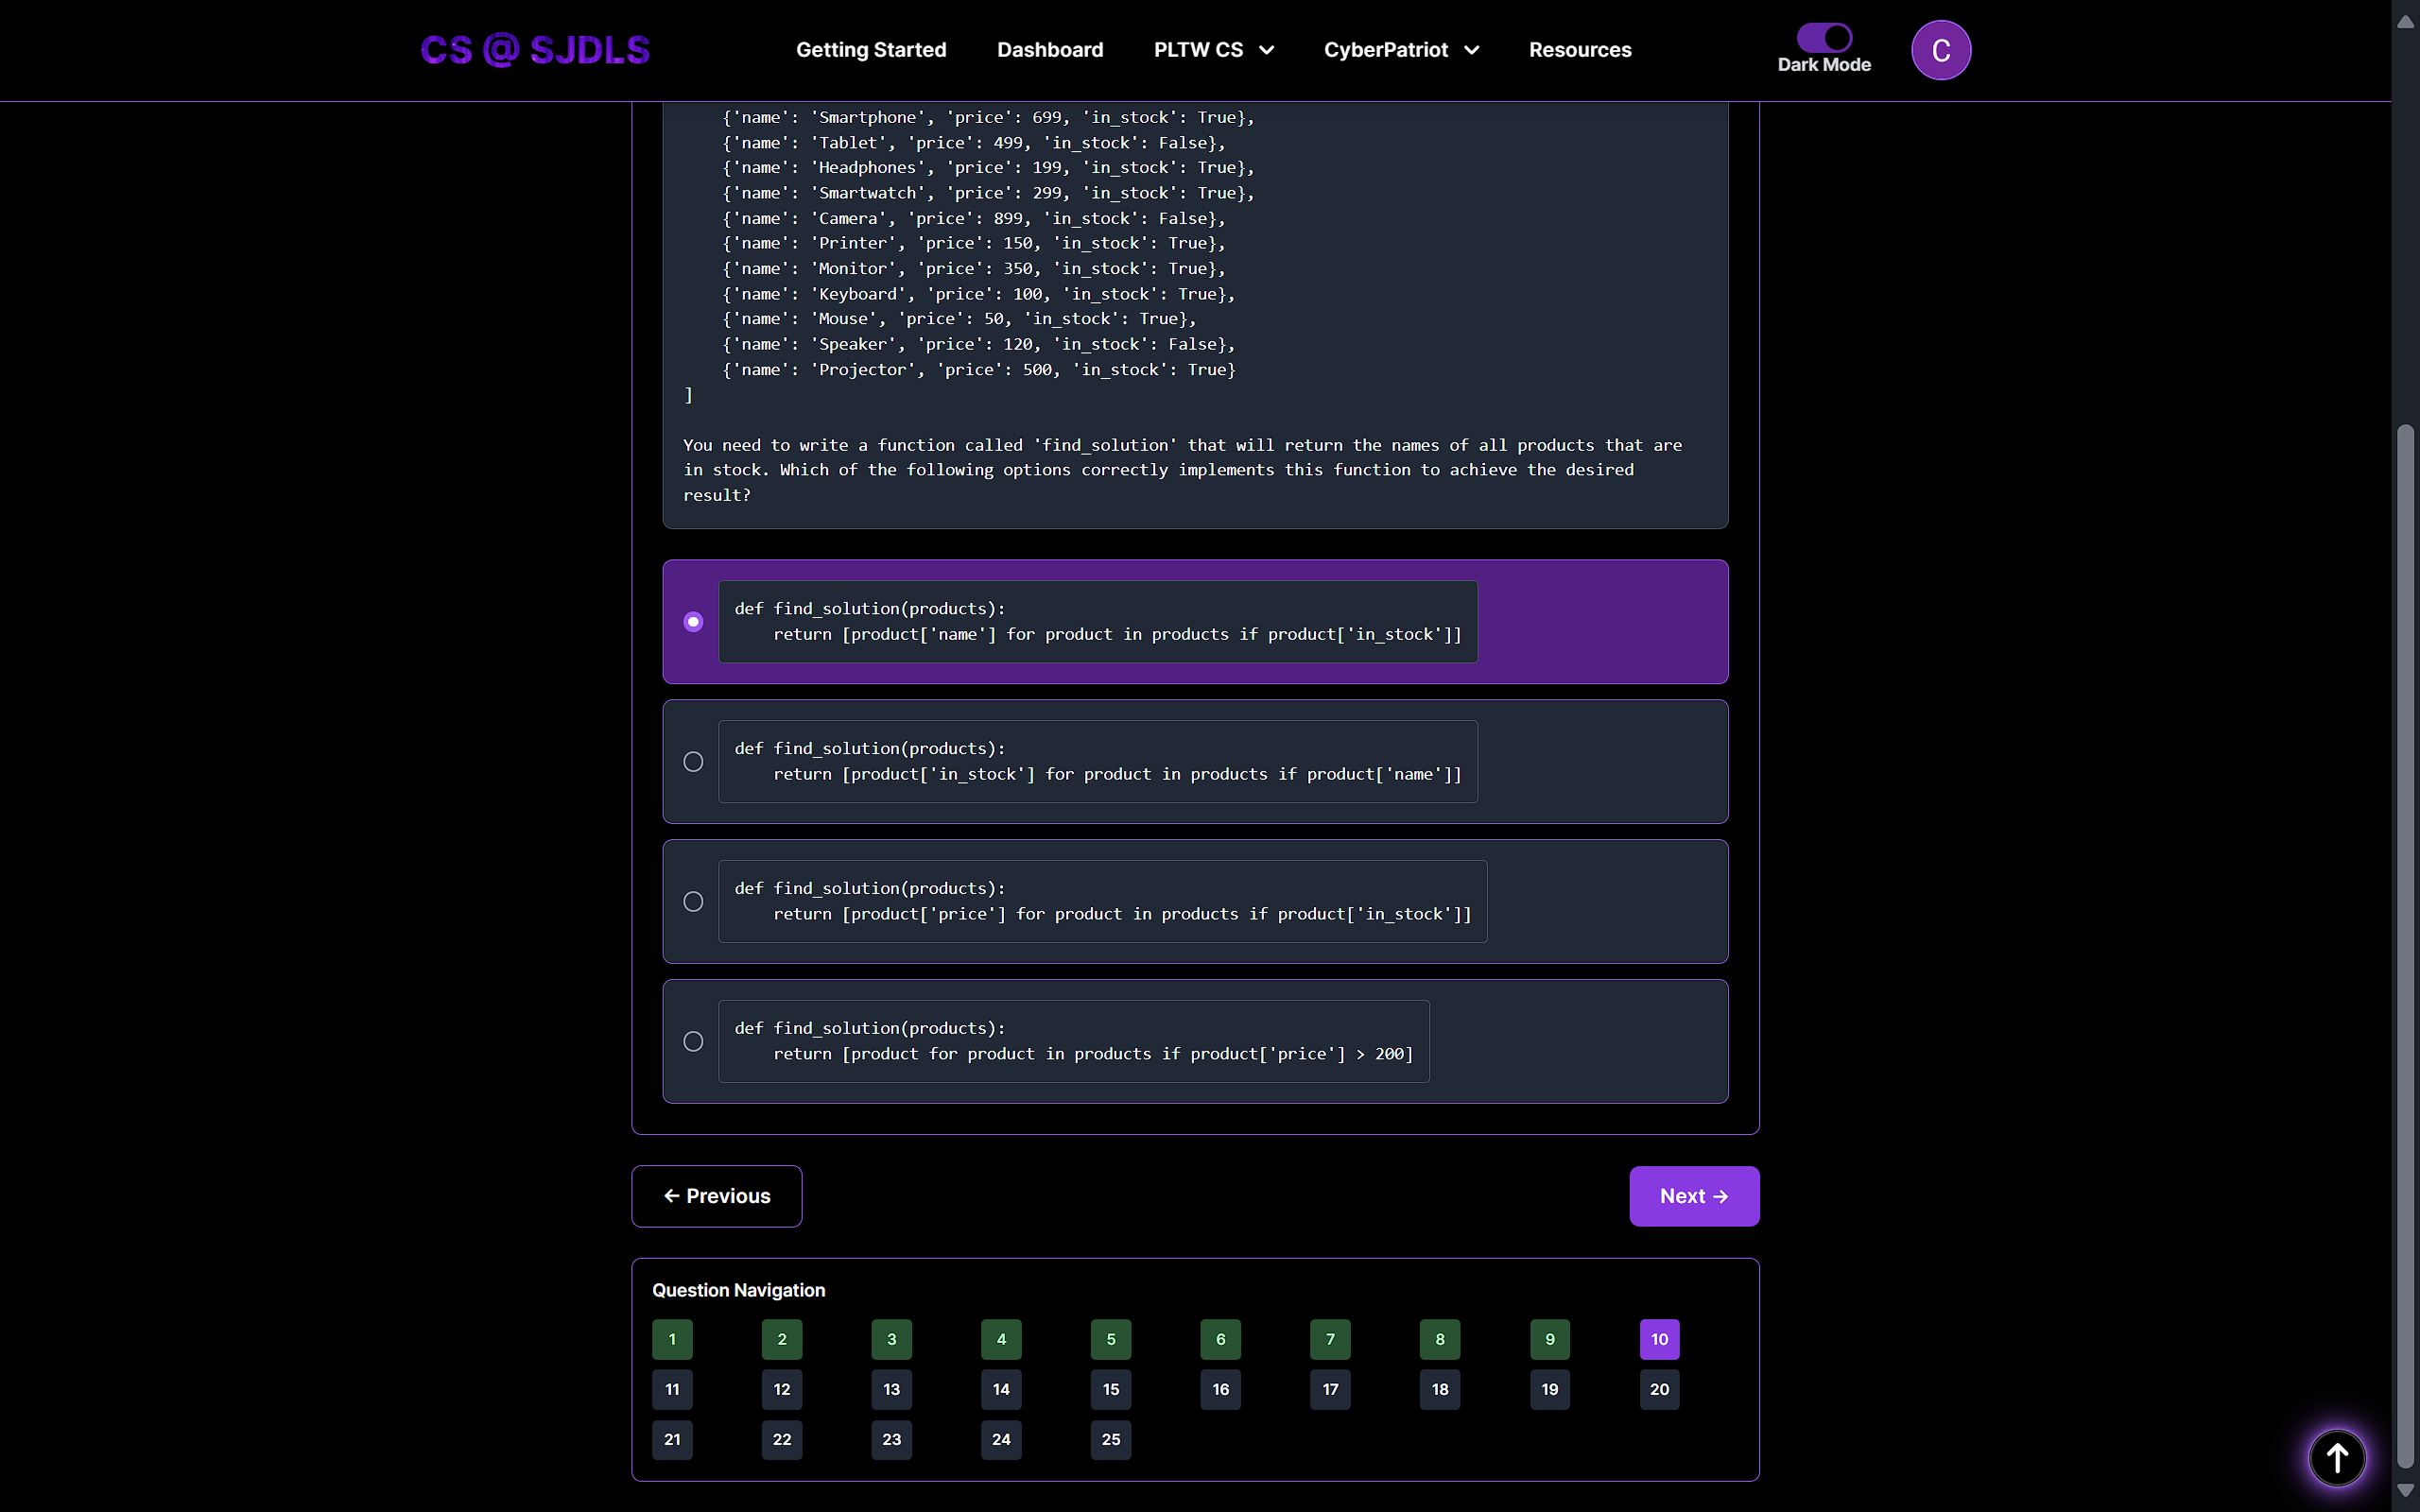 CS @ SJDLS
Getting Started
Dashboard
PLTW CS
CyberPatriot
Resources
Dark Mode
C
{'name': 'Smartphone', 'price': 699, 'in_stock': True},
{'name': 'Tablet', 'price': 499, 'in_stock': False},
{'name': 'Headphones', 'price': 199, 'in_stock': True},
{'name': 'Smartwatch', 'price': 299, 'in_stock': True},
{'name': 'Camera', 'price': 899, 'in_stock': False},
{'name': 'Printer', 'price': 150, 'in_stock': True},
{'name': 'Monitor', 'price': 350, 'in_stock': True},
{'name': 'Keyboard', 'price': 100, 'in_stock': True},
{'name': 'Mouse', 'price': 50, 'in_stock': True},
{'name': 'Speaker', 'price': 120, 'in_stock': False},
{'name': 'Projector', 'price': 500, 'in_stock': True}
]
You need to write a function called 'find_solution' that will return the names of all products that are
in stock. Which of the following options correctly implements this function to achieve the desired
result?
def find_solution(products):
    return [product['name'] for product in products if product['in_stock']]
def find_solution(products):
    return [product['in_stock'] for product in products if product['name']]
def find_solution(products):
    return [product['price'] for product in products if product['in_stock']]
def find_solution(products):
    return [product for product in products if product['price'] > 200]
← Previous
Next →
Question Navigation
1 2 3 4 5 6 7 8 9 10
11 12 13 14 15 16 17 18 19 20
21 22 23 24 25